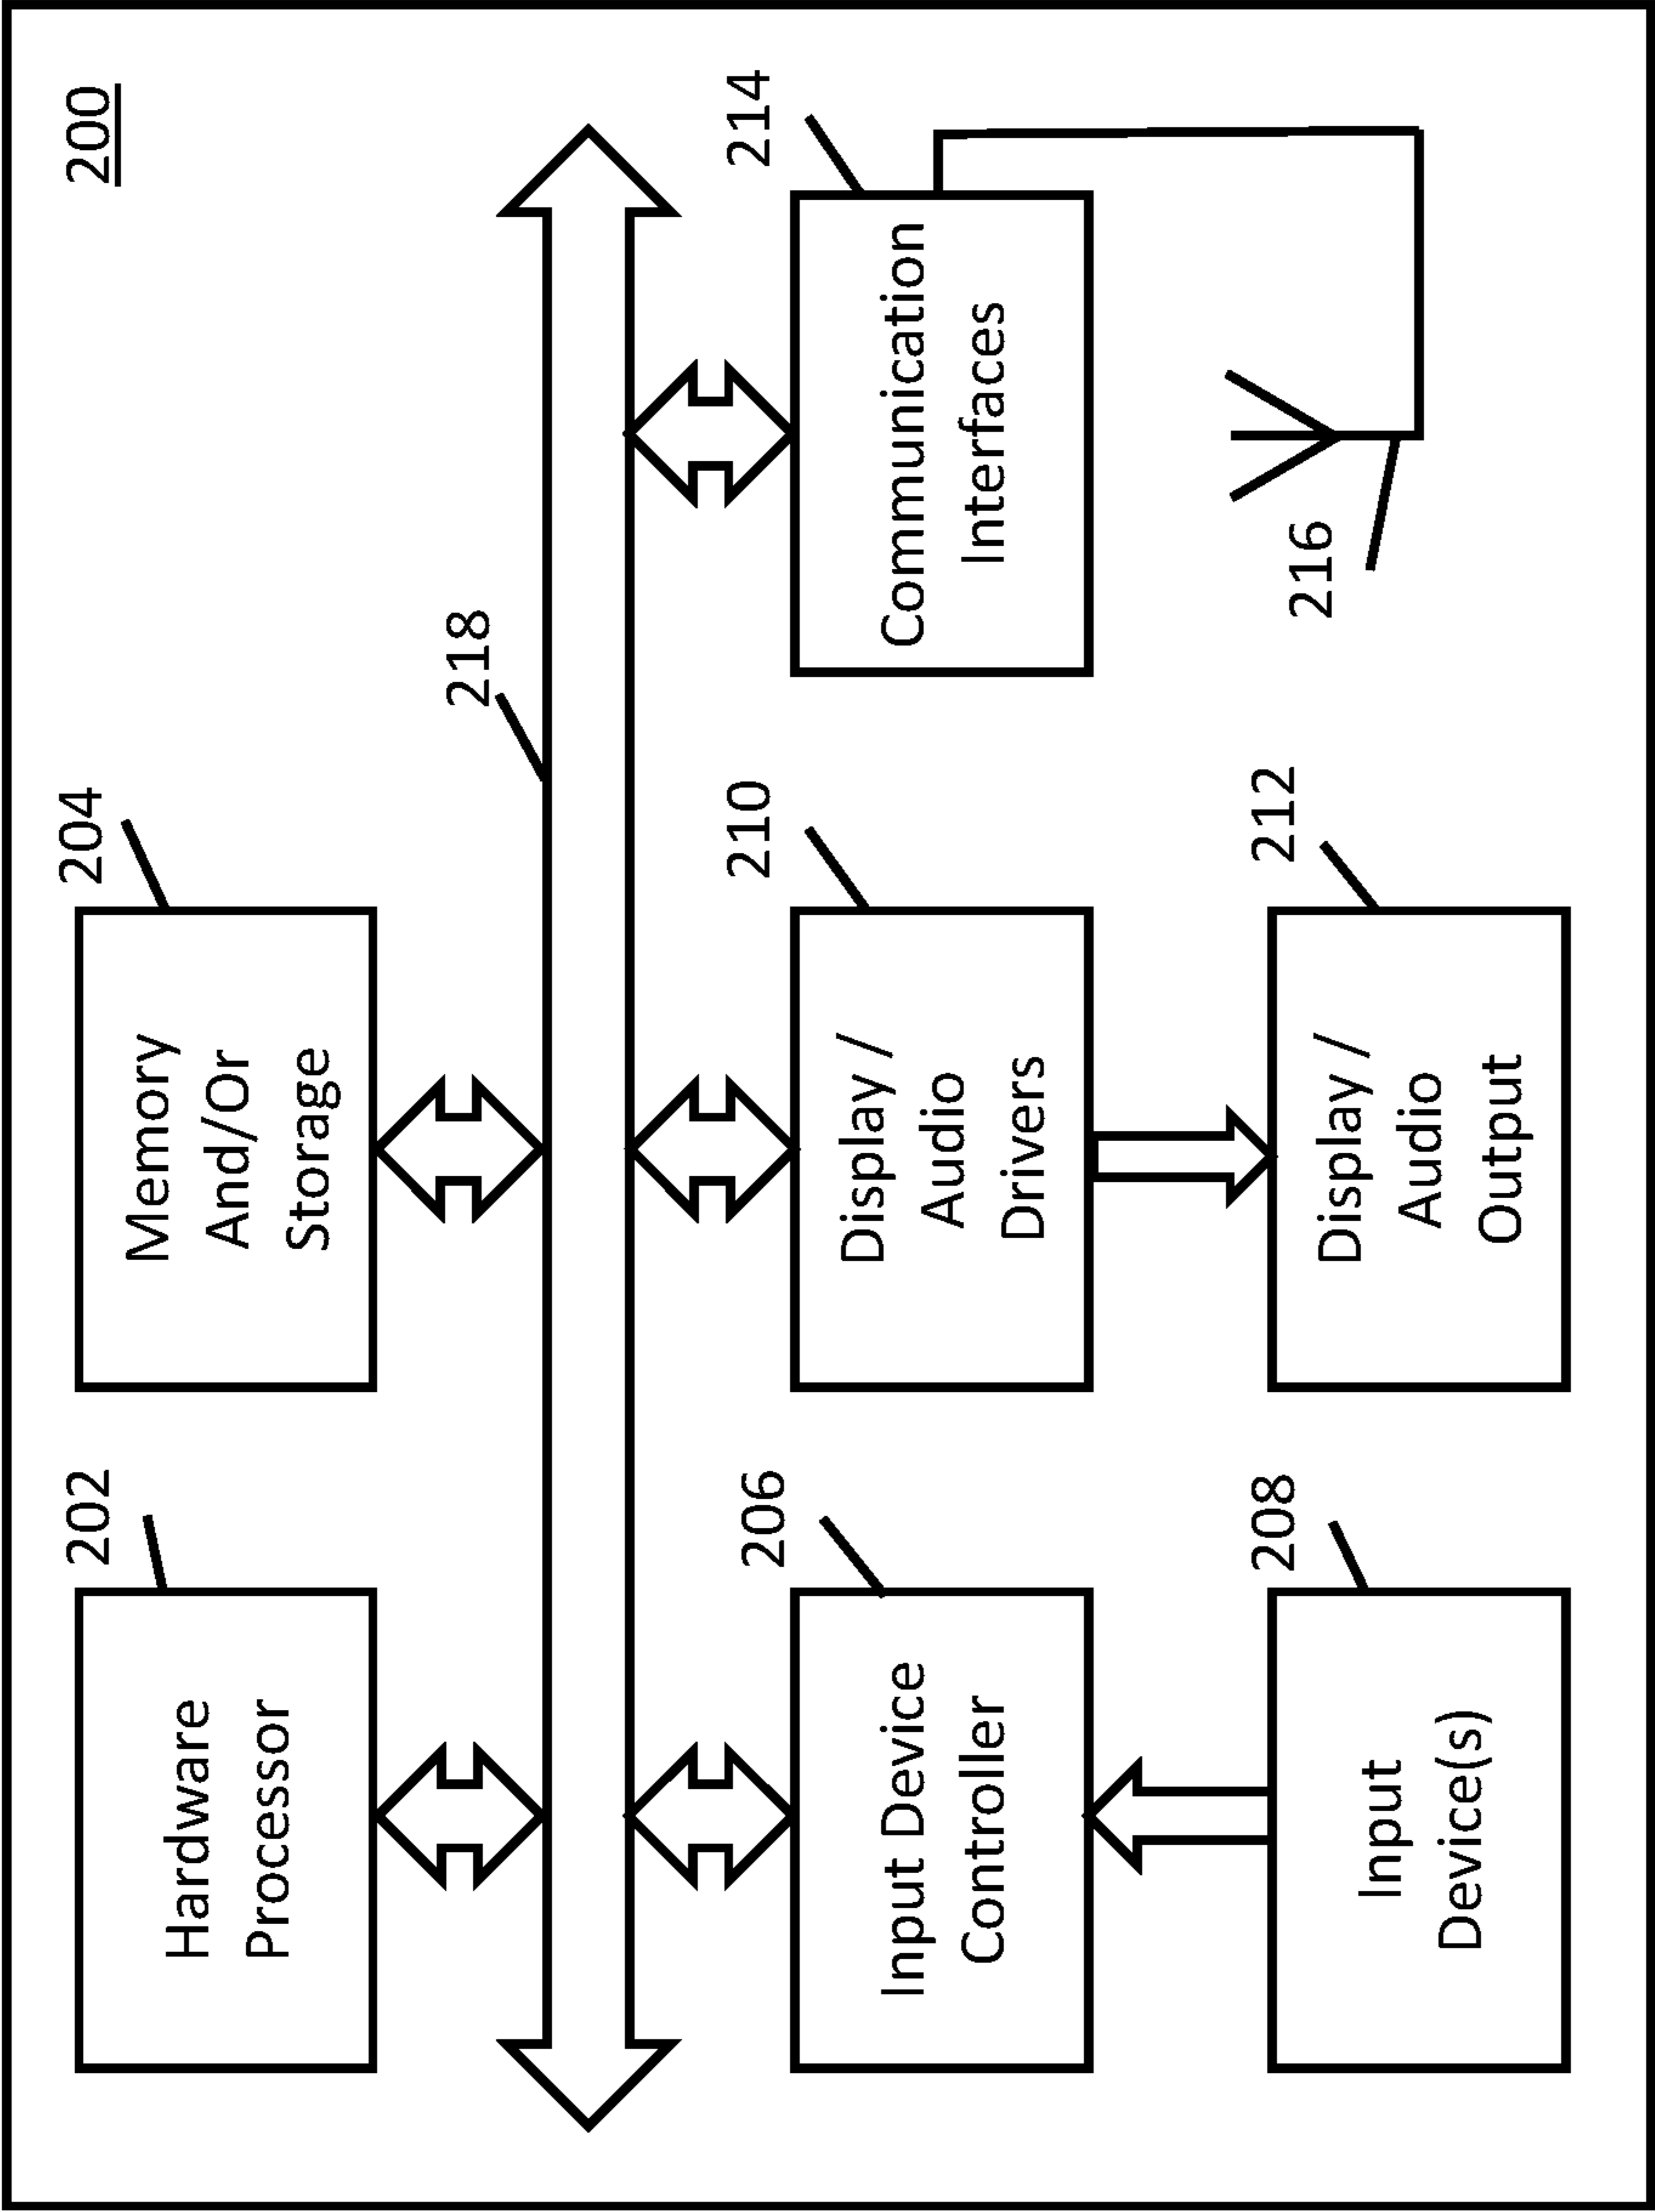 200
202
Hardware
Processor
204
Memory
And/Or
Storage
218
206
Input Device
Controller
210
Display /
Audio
Drivers
214
Communication
Interfaces
208
Input
Device(s)
212
Display /
Audio
Output
216